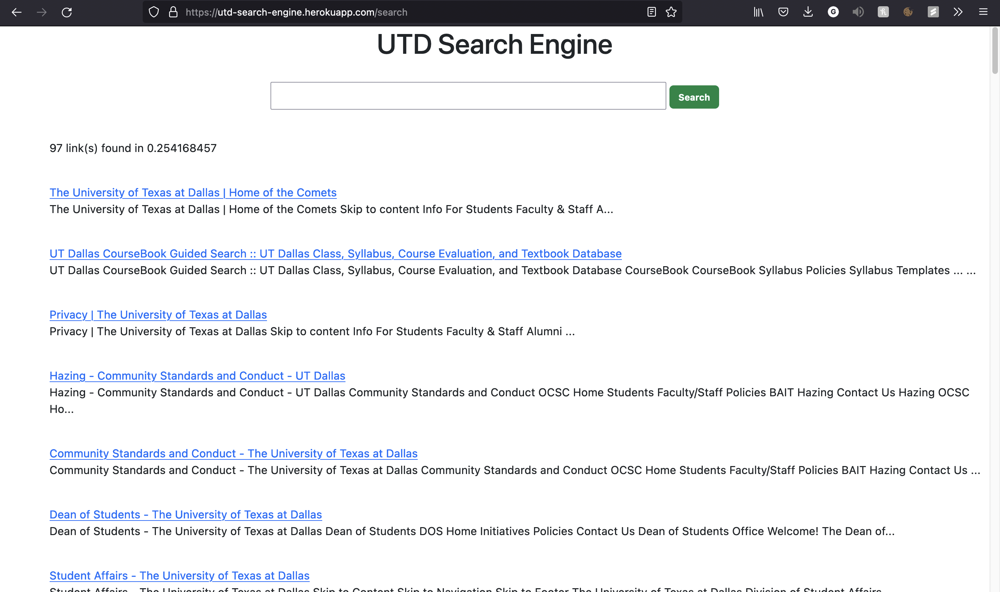 https://utd-search-engine.herokuapp.com/search
G
UTD Search Engine
Search
97 link(s) found in 0.254168457
The University of Texas at Dallas | Home of the Comets
The University of Texas at Dallas | Home of the Comets Skip to content Info For Students Faculty & Staff A...
UT Dallas CourseBook Guided Search :: UT Dallas Class, Syllabus, Course Evaluation, and Textbook Database
UT Dallas CourseBook Guided Search :: UT Dallas Class, Syllabus, Course Evaluation, and Textbook Database CourseBook CourseBook Syllabus Policies Syllabus Templates ... ...
Privacy | The University of Texas at Dallas
Privacy | The University of Texas at Dallas Skip to content Info For Students Faculty & Staff Alumni ...
Hazing - Community Standards and Conduct - UT Dallas
Hazing - Community Standards and Conduct - UT Dallas Community Standards and Conduct OCSC Home Students Faculty/Staff Policies BAIT Hazing Contact Us Hazing OCSC
Ho...
Community Standards and Conduct - The University of Texas at Dallas
Community Standards and Conduct - The University of Texas at Dallas Community Standards and Conduct OCSC Home Students Faculty/Staff Policies BAIT Hazing Contact Us ...
Dean of Students - The University of Texas at Dallas
Dean of Students - The University of Texas at Dallas Dean of Students DOS Home Initiatives Policies Contact Us Dean of Students Office Welcome! The Dean of...
Student Affairs - The University of Texas at Dallas
Student Affairs - The University of Texas at Dallas Skip to Content Skip to Navigation Skip to Footer The University of Texas at Dallas Division of Student Affairs